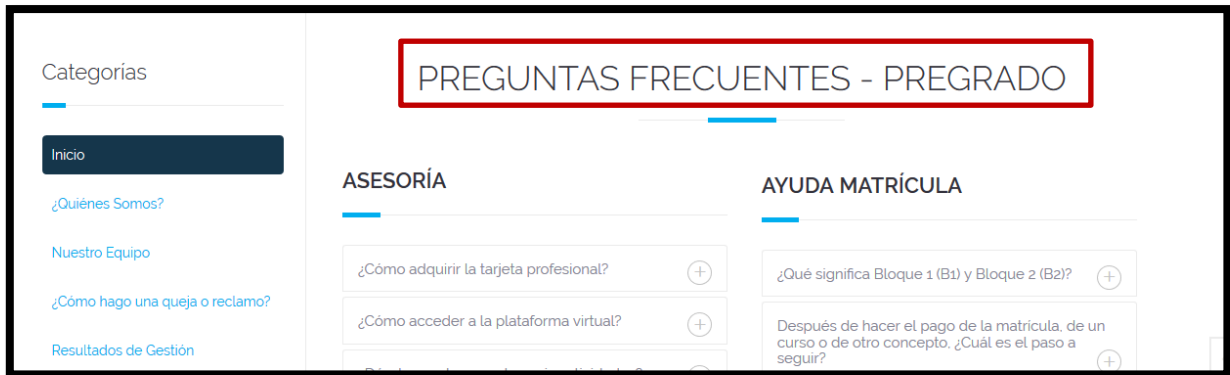 Categorías
Inicio
¿Quiénes Somos?
Nuestro Equipo
¿Cómo hago una queja o reclamo?
Resultados de Gestión
PREGUNTAS FRECUENTES - PREGRADO
ASESORÍA
¿Cómo adquirir la tarjeta profesional?
¿Cómo acceder a la plataforma virtual?
AYUDA MATRÍCULA
¿Qué significa Bloque 1 (B1) y Bloque 2 (B2)?
Después de hacer el pago de la matrícula, de un
curso o de otro concepto, ¿Cuál es el paso a
seguir?